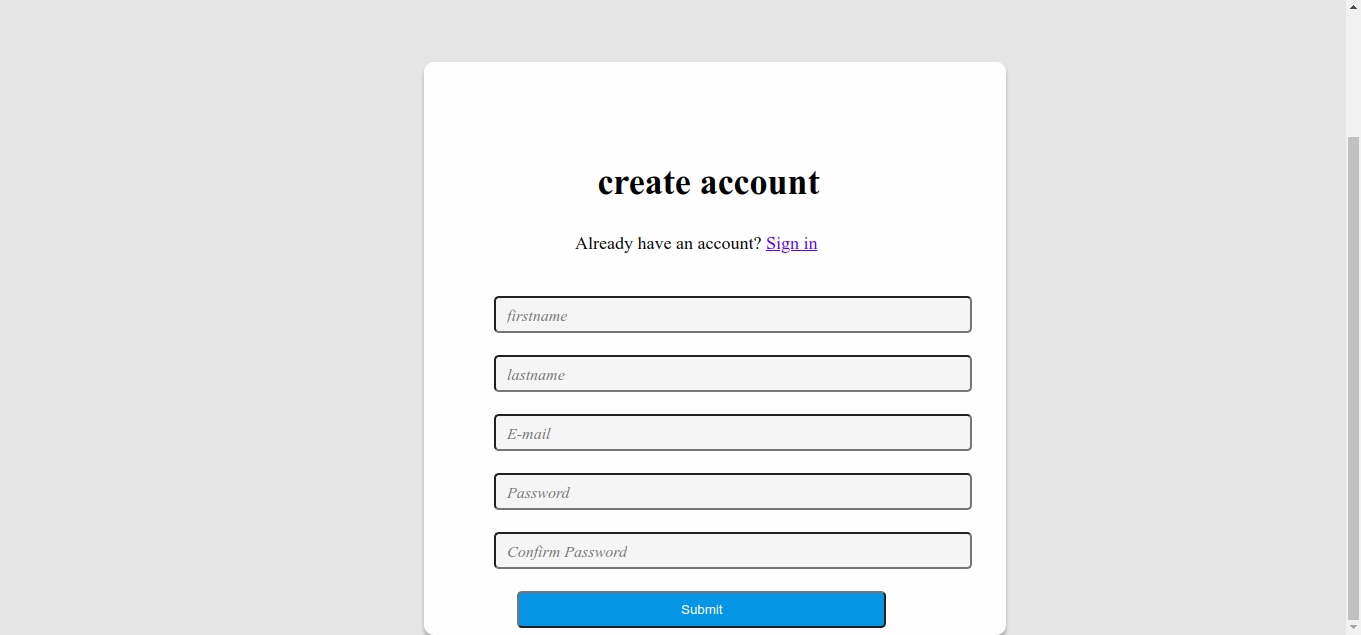 create account
Already have an account? Sign in
firstname
lastname
E-mail
Password
Confirm Password
Submit